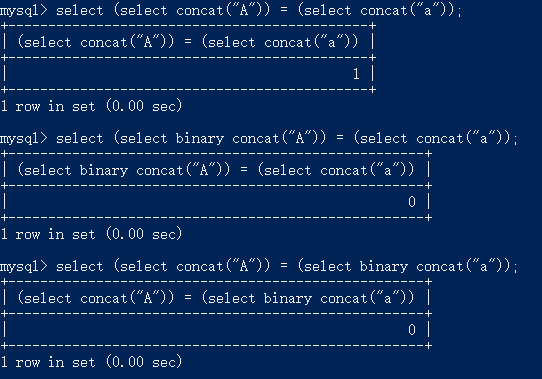 mysql> select (select concat("A")) = (select concat("a"));
+---------------------------------------------+
| (select concat("A")) = (select concat("a")) |
+---------------------------------------------+
|                                           1 |
+---------------------------------------------+
1 row in set (0.00 sec)
mysql> select (select binary concat("A")) = (select concat("a"));
+----------------------------------------------------+
| (select binary concat("A")) = (select concat("a")) |
+----------------------------------------------------+
|                                                  0 |
+----------------------------------------------------+
1 row in set (0.00 sec)
mysql> select (select concat("A")) = (select binary concat("a"));
+----------------------------------------------------+
| (select concat("A")) = (select binary concat("a")) |
+----------------------------------------------------+
|                                                  0 |
+----------------------------------------------------+
1 row in set (0.00 sec)